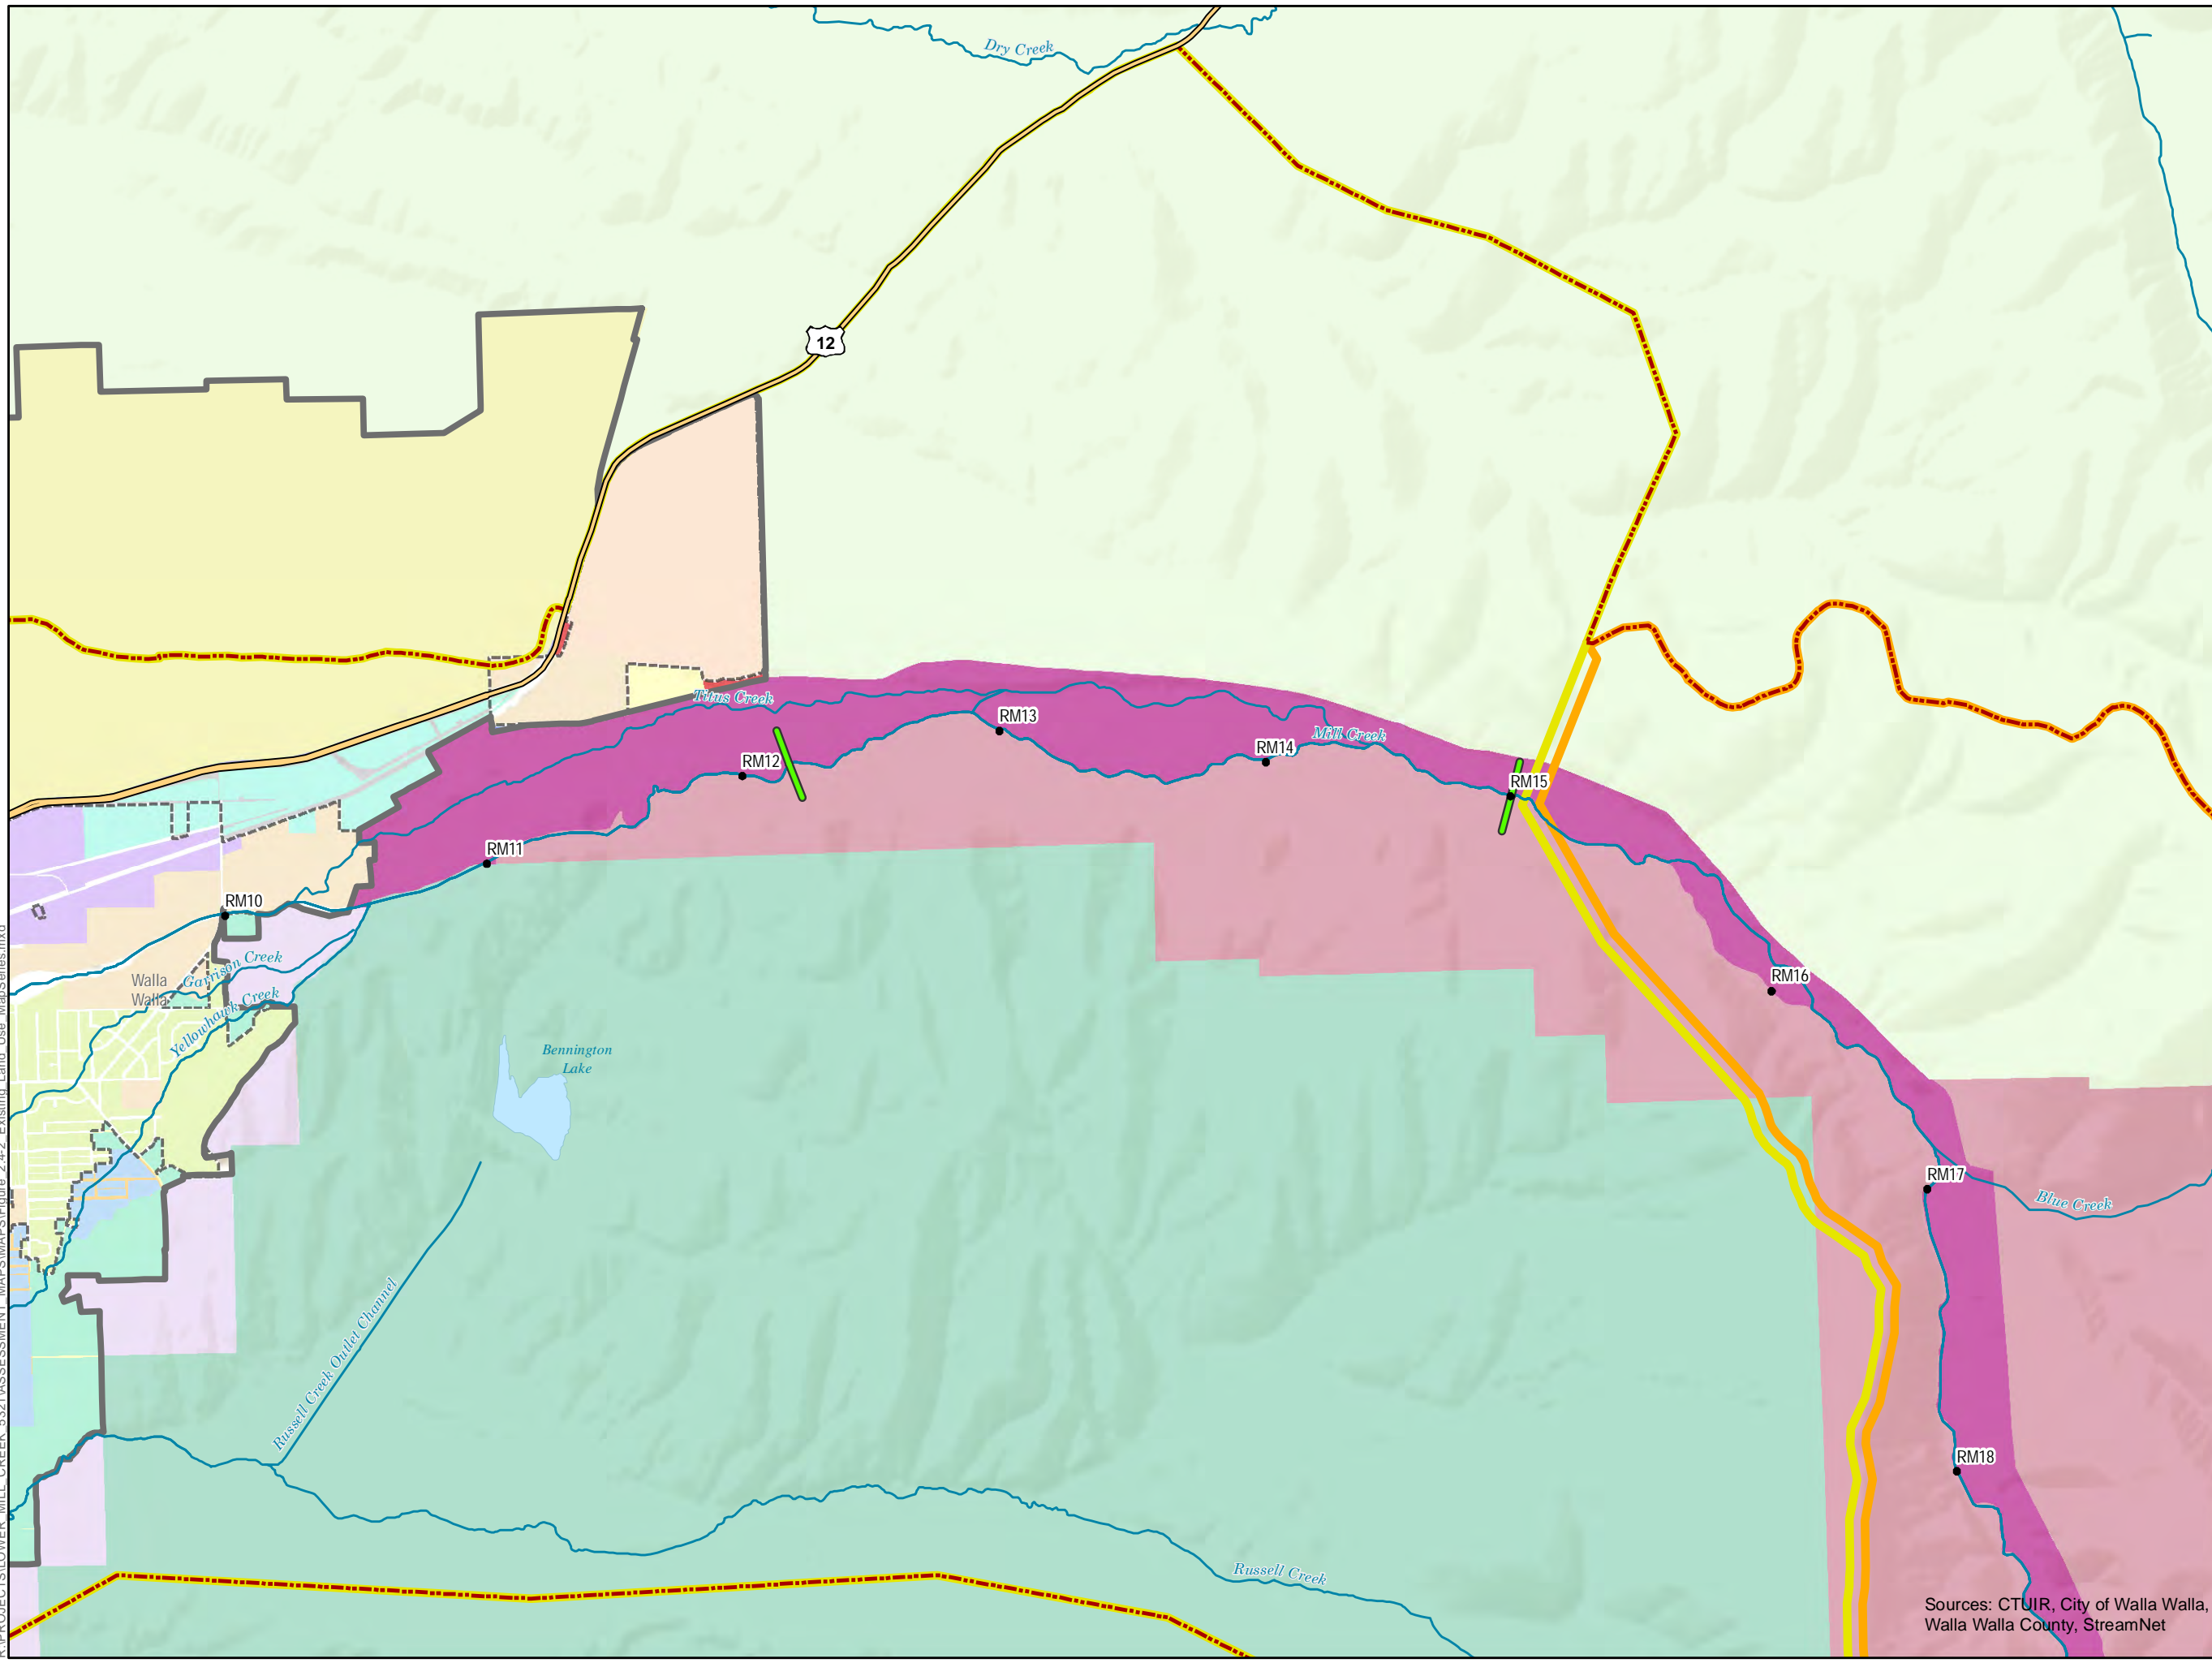 Dry Creek
12
Titus Creek
RM13
Mill Creek
RM14
RM12
RM15
RM11
RM10
Garrison Creek
Walla
Walla
Yellowhawk Creek
RM16
Bennington
Lake
RM17
Blue Creek
Russell Creek Outlet Channel
RM18
Russell Creek
Sources: CTUIR, City of Walla Walla,
Walla Walla County, StreamNet